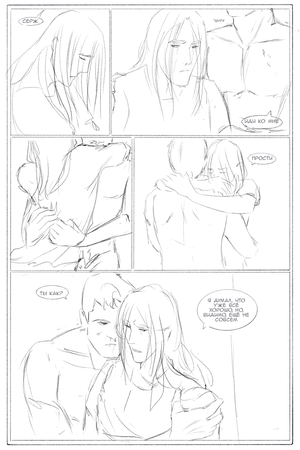 СЕРЖ
ИДИ КО МНЕ
ПРОСТИ
ТЫ КАК?
Я ДУМАЛ, ЧТО
УЖЕ ВСЁ
ХОРОШО, НО
ВИДИМО ЕЩЁ НЕ
СОВСЕМ